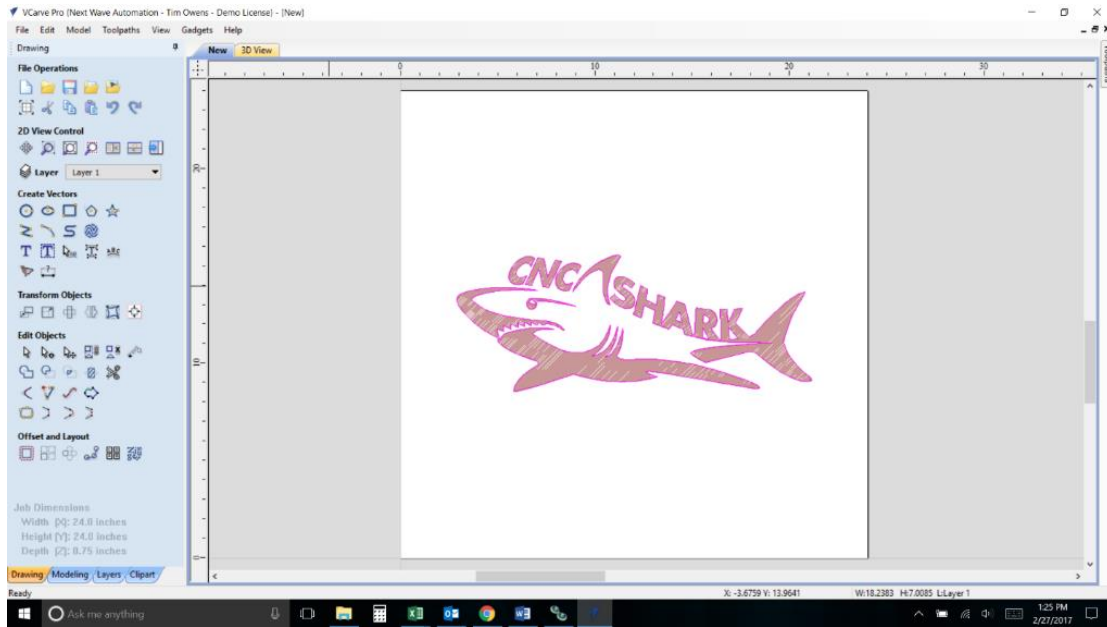 VCarve Pro (Next Wave Automation - Tim Owens - Demo License) - [New]
File Edit Model Toolpaths View Gadgets Help
Drawing
New 3D View
File Operations
2D View Control
Layer Layer 1
Create Vectors
Transform Objects
Edit Objects
Offset and Layout
Job Dimensions
Width [X]: 24.0 inches
Height [Y]: 24.0 inches
Depth [Z]: 0.75 inches
Drawing Modeling Layers Clipart
0 10 20 30
20
10
0
CNC SHARK
Ready
X: -3.6759 Y: 13.9641
W:18.2383 H:7.0085 L:Layer 1
Ask me anything
1:25 PM
2/27/2017